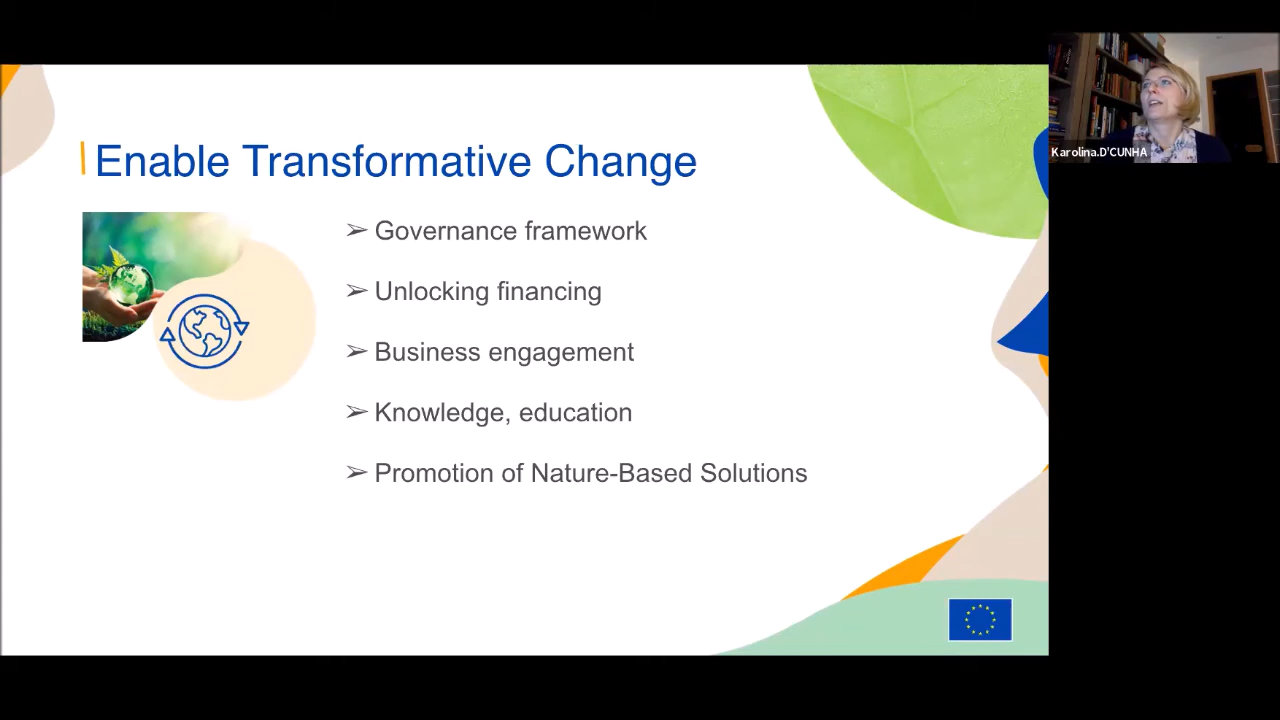 Enable Transformative Change
➢ Governance framework
➢ Unlocking financing
➢ Business engagement
➢ Knowledge, education
➢ Promotion of Nature-Based Solutions
Karolina.D'CUNHA